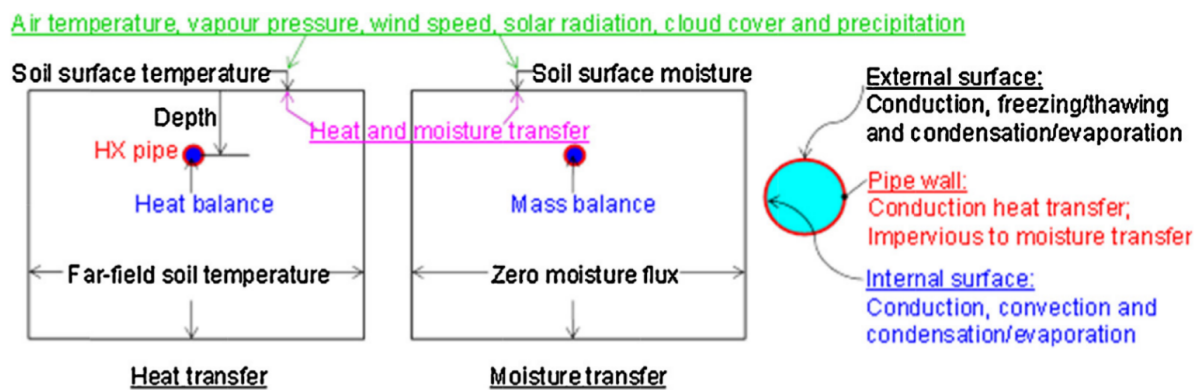 Air temperature, vapour pressure, wind speed, solar radiation, cloud cover and precipitation
Soil surface temperature
Soil surface moisture
Depth
Heat and moisture transfer
HX pipe
Heat balance
Mass balance
Far-field soil temperature
Zero moisture flux
Heat transfer
Moisture transfer
External surface:
Conduction, freezing/thawing
and condensation/evaporation
Pipe wall:
Conduction heat transfer;
Impervious to moisture transfer
Internal surface:
Conduction, convection and
condensation/evaporation